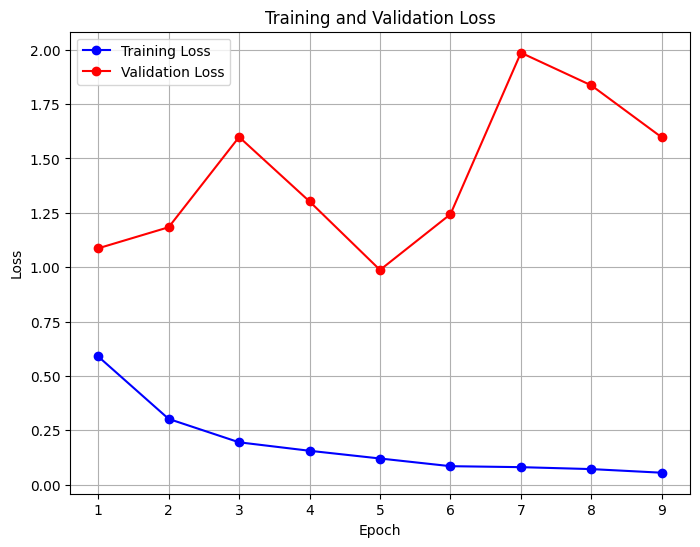 Training and Validation Loss
Training Loss
Validation Loss
2.00
1.75
1.50
1.25
1.00
0.75
0.50
0.25
0.00
Loss
1 2 3 4 5 6 7 8 9
Epoch